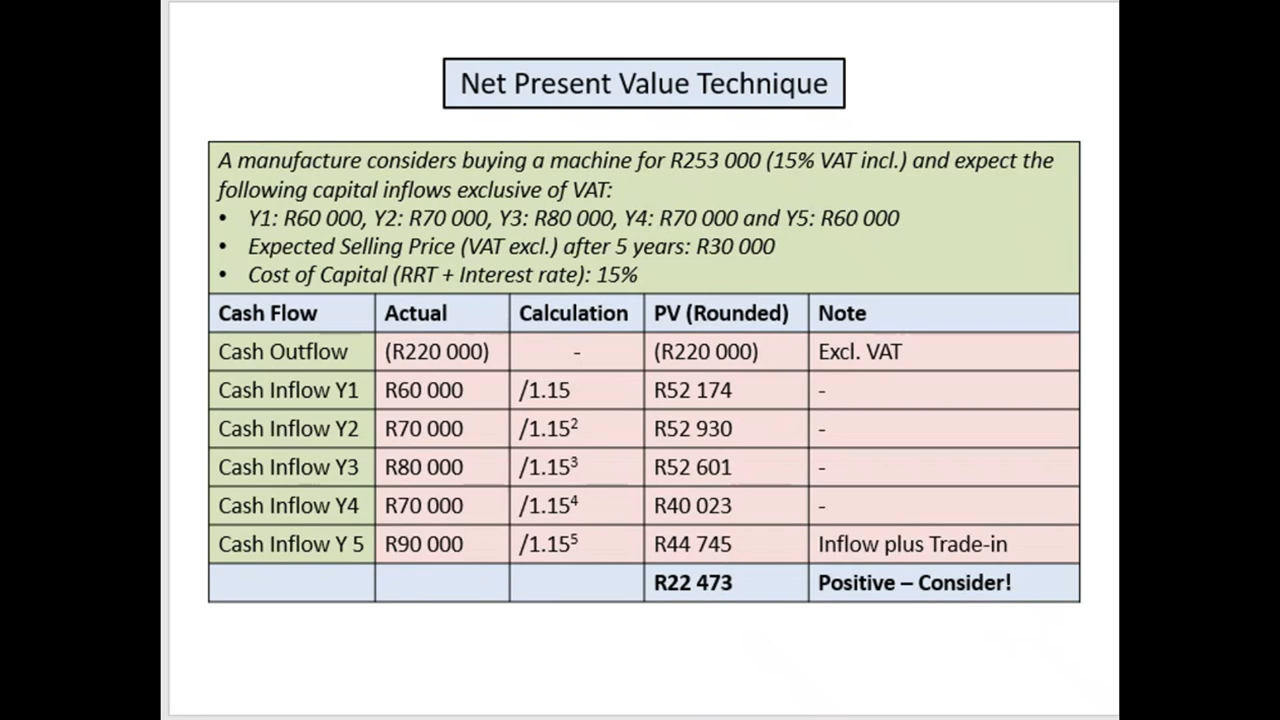 Net Present Value Technique
A manufacture considers buying a machine for R253 000 (15% VAT incl.) and expect the
following capital inflows exclusive of VAT:
• Y1: R60 000, Y2: R70 000, Y3: R80 000, Y4: R70 000 and Y5: R60 000
• Expected Selling Price (VAT excl.) after 5 years: R30 000
• Cost of Capital (RRT + Interest rate): 15%
Cash Flow Actual Calculation PV (Rounded) Note
Cash Outflow (R220 000) - (R220 000) Excl. VAT
Cash Inflow Y1 R60 000 /1.15 R52 174 -
Cash Inflow Y2 R70 000 /1.15² R52 930 -
Cash Inflow Y3 R80 000 /1.15³ R52 601 -
Cash Inflow Y4 R70 000 /1.15⁴ R40 023 -
Cash Inflow Y 5 R90 000 /1.15⁵ R44 745 Inflow plus Trade-in
R22 473 Positive – Consider!